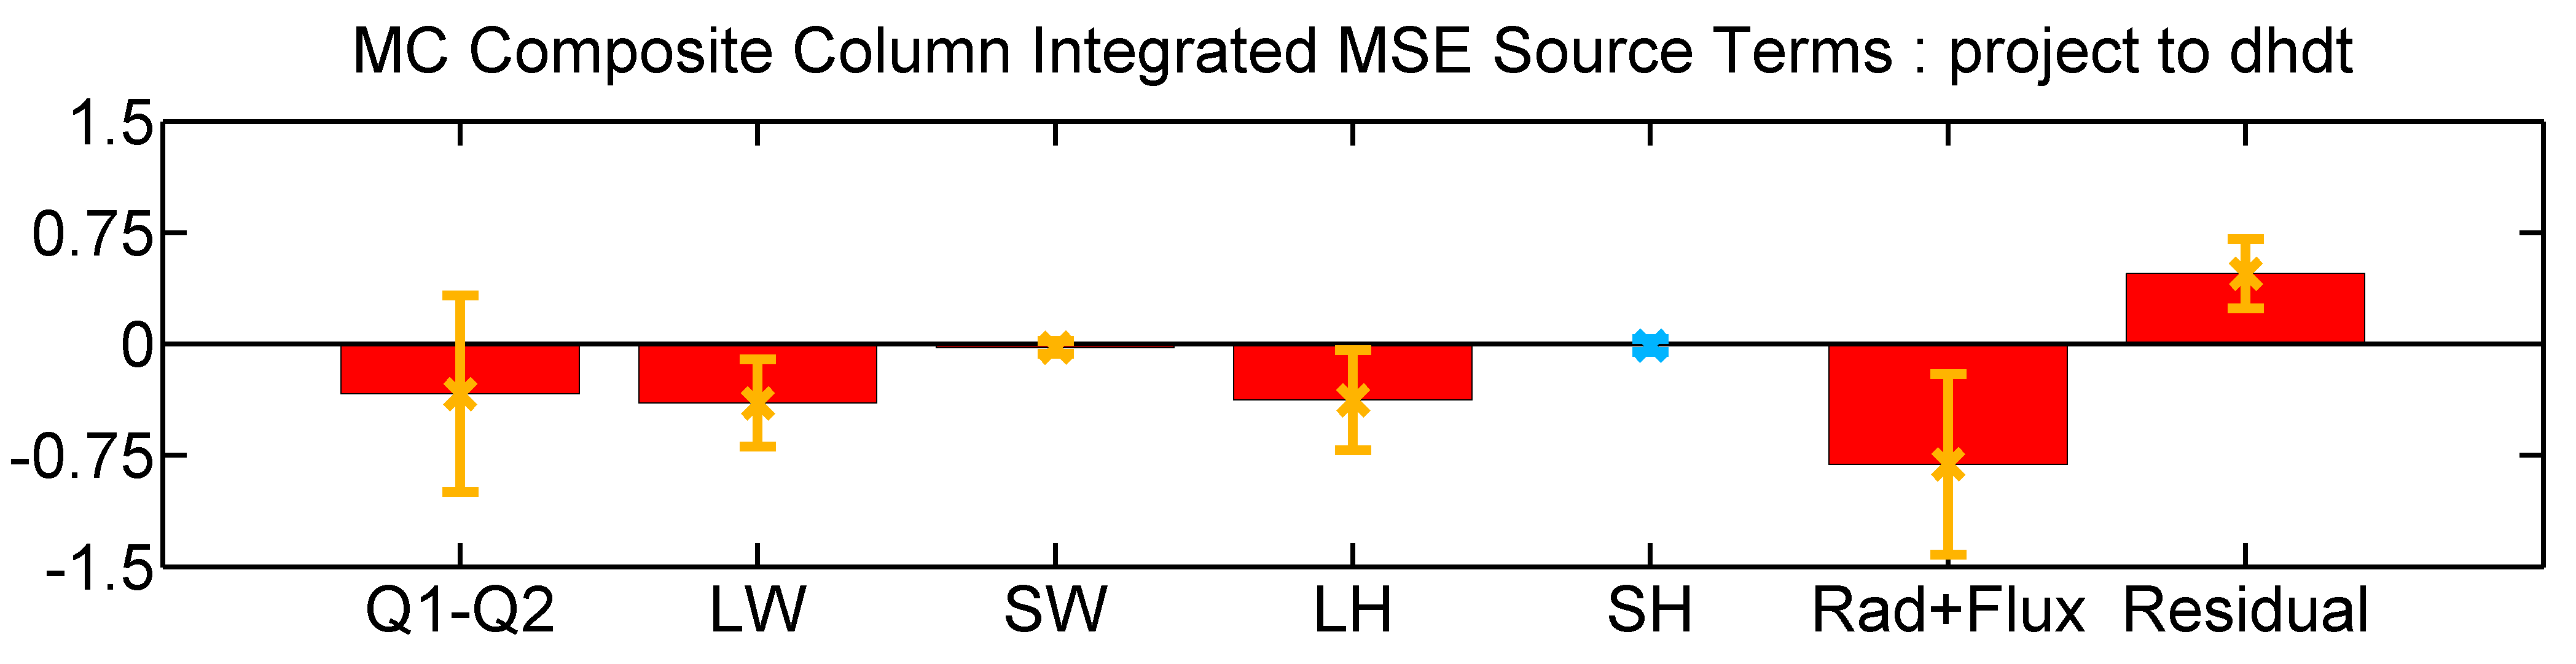 MC Composite Column Integrated MSE Source Terms : project to dhdt
1.5
0.75
0
-0.75
-1.5
Q1-Q2 LW SW LH SH Rad+Flux Residual